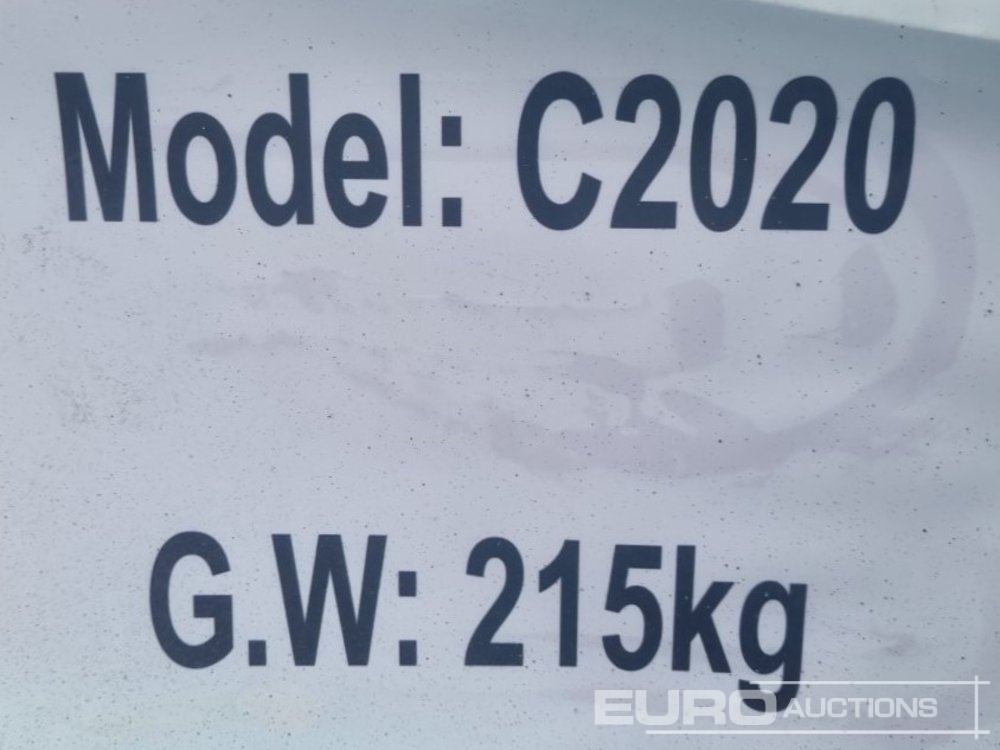 Model: C2020
G.W: 215kg
EURO AUCTIONS